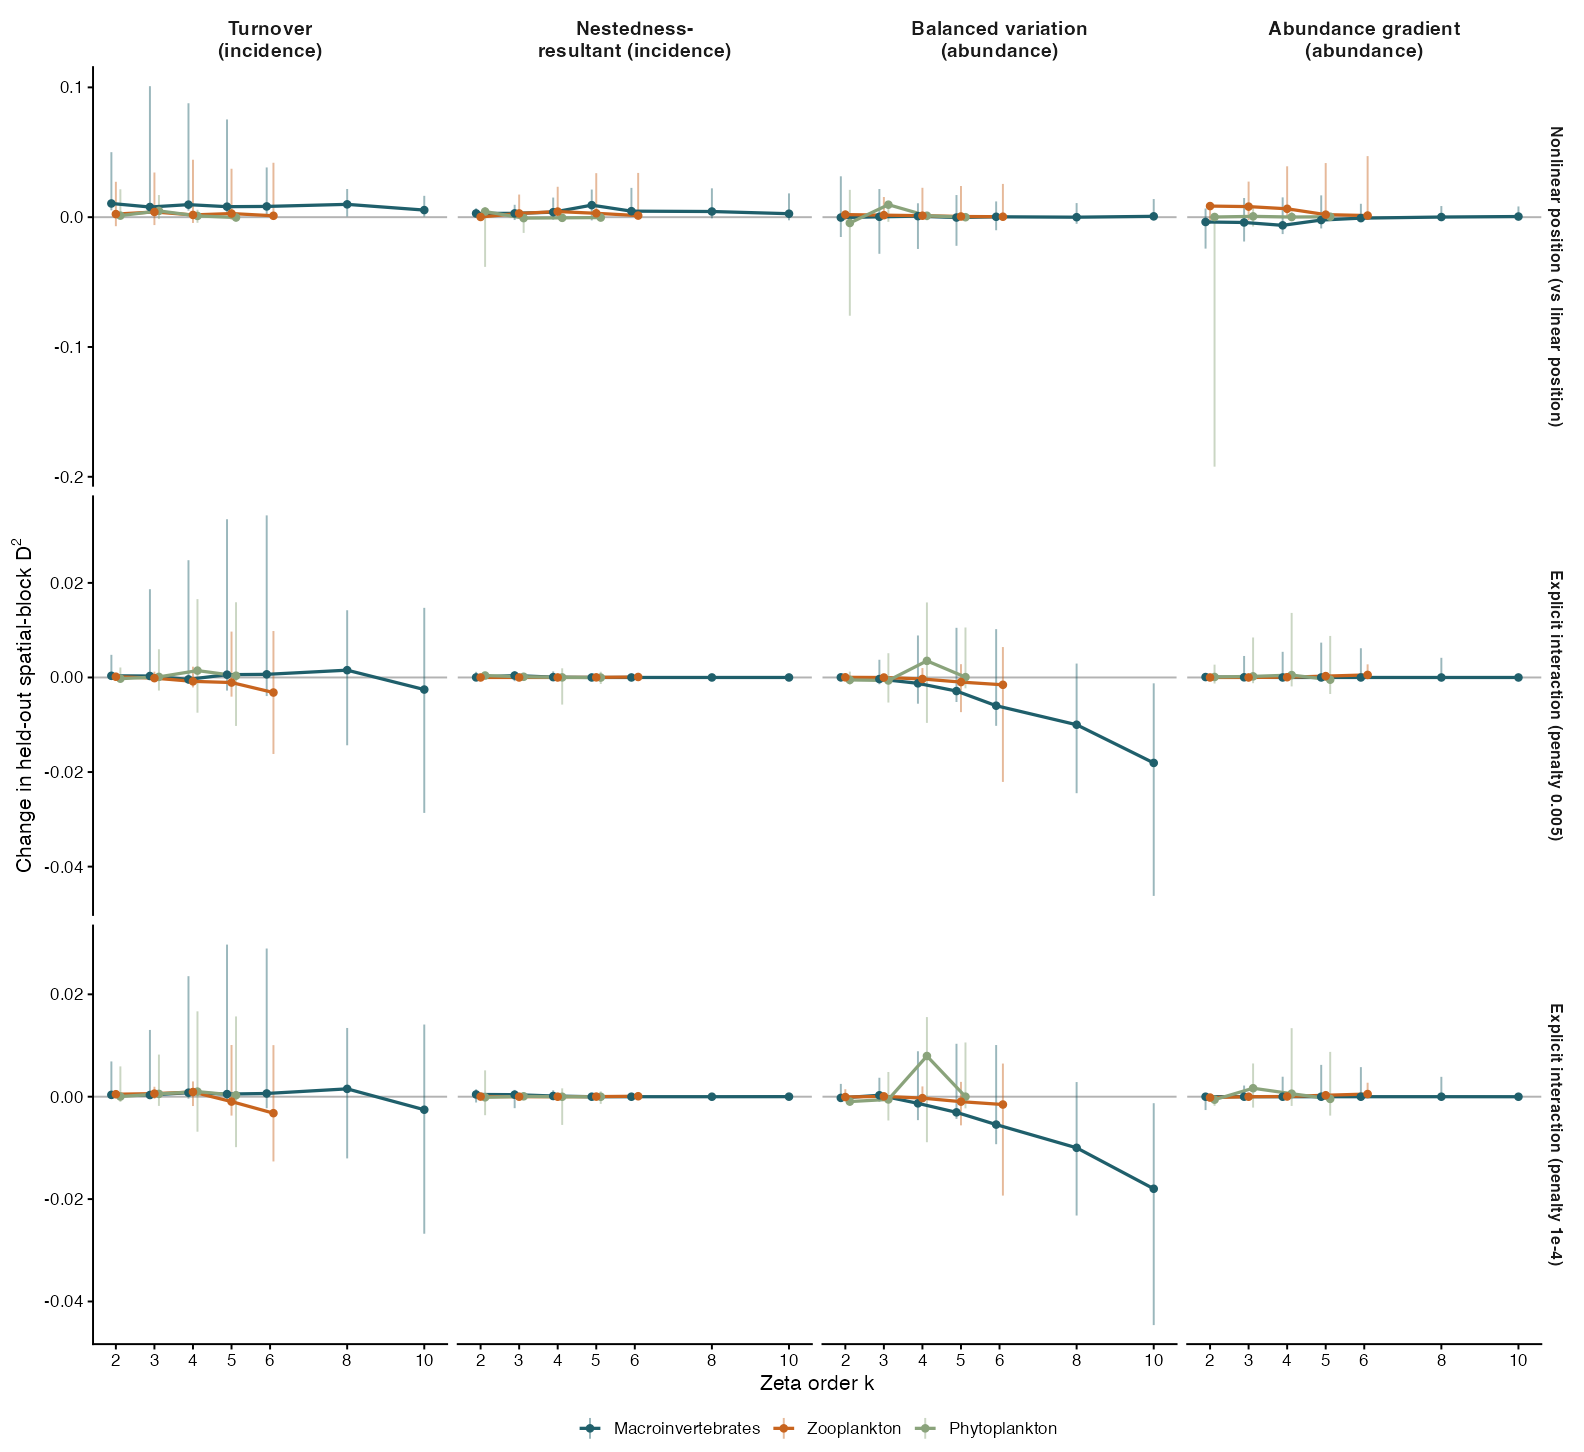 Turnover
(incidence)
Nestedness-
resultant (incidence)
Balanced variation
(abundance)
Abundance gradient
(abundance)
0.1
0.0
-0.1
-0.2
Nonlinear position (vs linear position)
Change in held-out spatial-block D²
0.02
0.00
-0.02
-0.04
Explicit interaction (penalty 0.005)
0.02
0.00
-0.02
-0.04
Explicit interaction (penalty 1e-4)
2 3 4 5 6 8 10
2 3 4 5 6 8 10
2 3 4 5 6 8 10
2 3 4 5 6 8 10
Zeta order k
Macroinvertebrates Zooplankton Phytoplankton